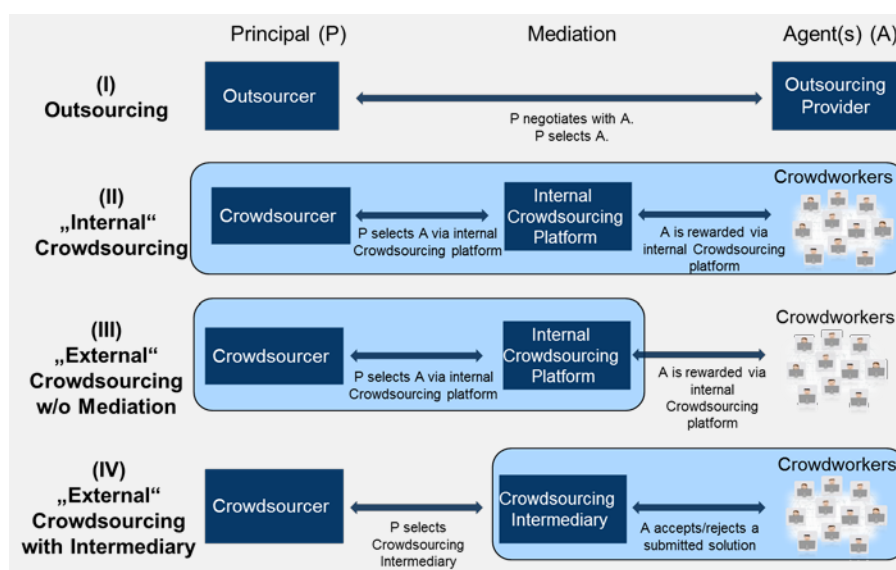 Principal (P) Mediation Agent(s) (A)
(I)
Outsourcing
Outsourcer
P negotiates with A.
P selects A.
Outsourcing
Provider
(II)
„Internal“
Crowdsourcing
Crowdsourcer
P selects A via internal
Crowdsourcing platform
Internal
Crowdsourcing
Platform
A is rewarded via
internal Crowdsourcing
platform
Crowdworkers
(III)
„External“
Crowdsourcing
w/o Mediation
Crowdsourcer
P selects A via internal
Crowdsourcing platform
Internal
Crowdsourcing
Platform
A is rewarded via
internal
Crowdsourcing
platform
Crowdworkers
(IV)
„External“
Crowdsourcing
with Intermediary
Crowdsourcer
P selects
Crowdsourcing
Intermediary
Crowdsourcing
Intermediary
A accepts/rejects a
submitted solution
Crowdworkers